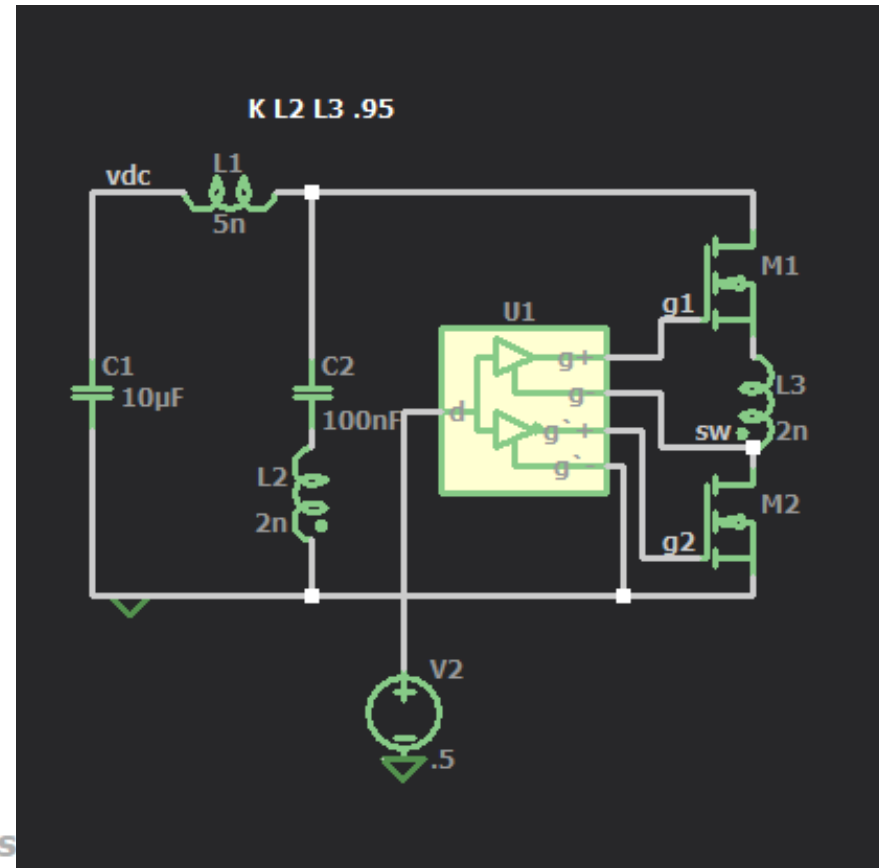 K L2 L3 .95
vdc
L1
5n
M1
g1
U1
g+
C1
10µF
C2
100nF
g-
L3
d
g`+
sw
2n
L2
2n
g`-
M2
g2
V2
.5
s